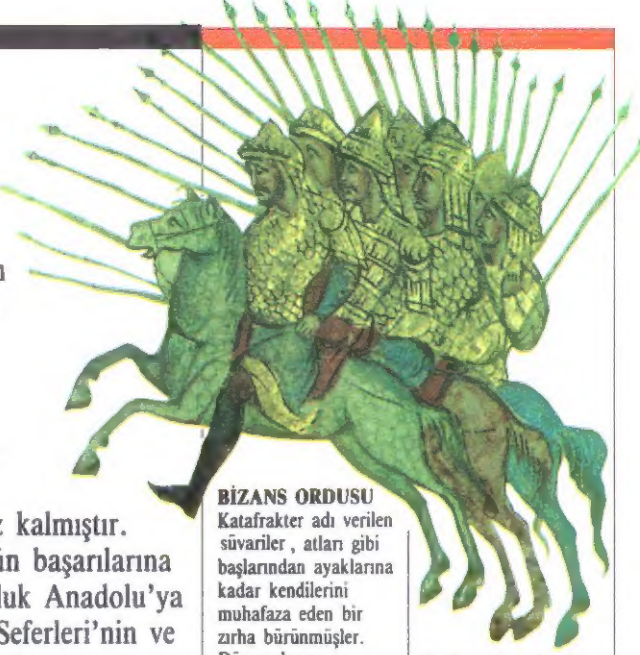 n
z kalmıştır.
ün başarılarına
luk Anadolu'ya
Seferleri'nin ve
BİZANS ORDUSU
Katafrakter adı verilen
süvariler , atları gibi
başlarından ayaklarına
kadar kendilerini
muhafaza eden bir
zırha bürünmüşler.